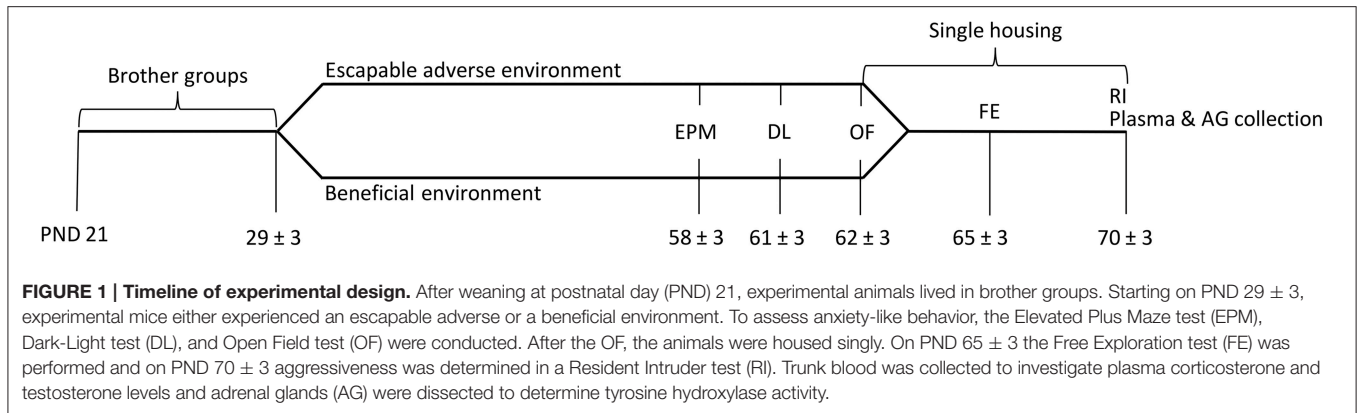 Single housing
Brother groups
Escapable adverse environment
RI
Plasma & AG collection
FE
EPM
DL
OF
Beneficial environment
PND 21
29 ± 3
58 ± 3
61 ± 3
62 ± 3
65 ± 3
70 ± 3
FIGURE 1 | Timeline of experimental design. After weaning at postnatal day (PND) 21, experimental animals lived in brother groups. Starting on PND 29 ± 3,
experimental mice either experienced an escapable adverse or a beneficial environment. To assess anxiety-like behavior, the Elevated Plus Maze test (EPM),
Dark-Light test (DL), and Open Field test (OF) were conducted. After the OF, the animals were housed singly. On PND 65 ± 3 the Free Exploration test (FE) was
performed and on PND 70 ± 3 aggressiveness was determined in a Resident Intruder test (RI). Trunk blood was collected to investigate plasma corticosterone and
testosterone levels and adrenal glands (AG) were dissected to determine tyrosine hydroxylase activity.